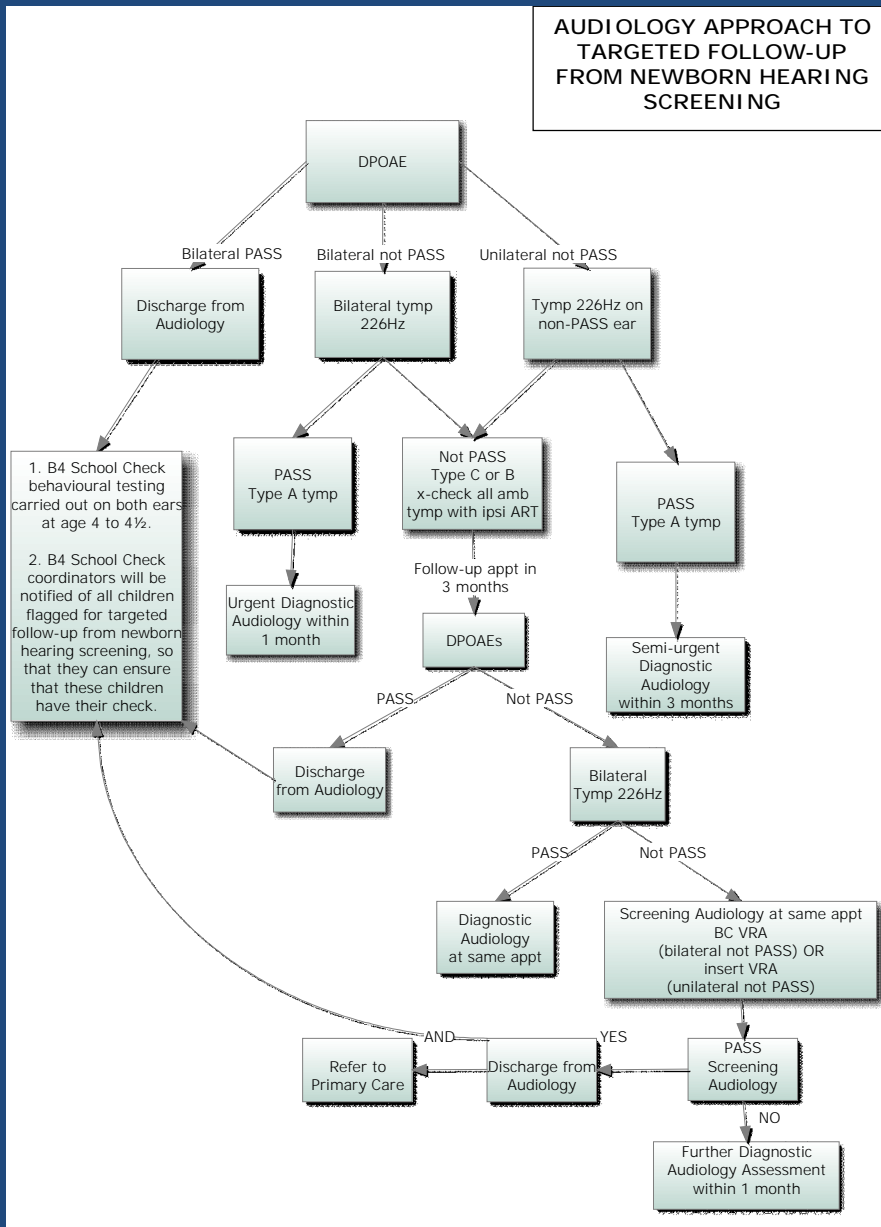 AUDIOLOGY APPROACH TO
TARGETED FOLLOW-UP
FROM NEWBORN HEARING
SCREENING
DPOAE
Bilateral PASS
Bilateral not PASS
Unilateral not PASS
Discharge from
Audiology
Bilateral tymp
226Hz
Tymp 226Hz on
non-PASS ear
1. B4 School Check
behavioural testing
carried out on both ears
at age 4 to 4½.
2. B4 School Check
coordinators will be
notified of all children
flagged for targeted
follow-up from newborn
hearing screening, so
that they can ensure
that these children
have their check.
PASS
Type A tymp
Not PASS
Type C or B
x-check all amb
tymp with ipsi ART
PASS
Type A tymp
Follow-up appt in
3 months
Urgent Diagnostic
Audiology within
1 month
DPOAEs
Semi-urgent
Diagnostic
Audiology
within 3 months
PASS
Not PASS
Discharge
from Audiology
Bilateral
Tymp 226Hz
PASS
Not PASS
Diagnostic
Audiology
at same appt
Screening Audiology at same appt
BC VRA
(bilateral not PASS) OR
insert VRA
(unilateral not PASS)
AND
YES
Refer to
Primary Care
Discharge from
Audiology
PASS
Screening
Audiology
NO
Further Diagnostic
Audiology Assessment
within 1 month